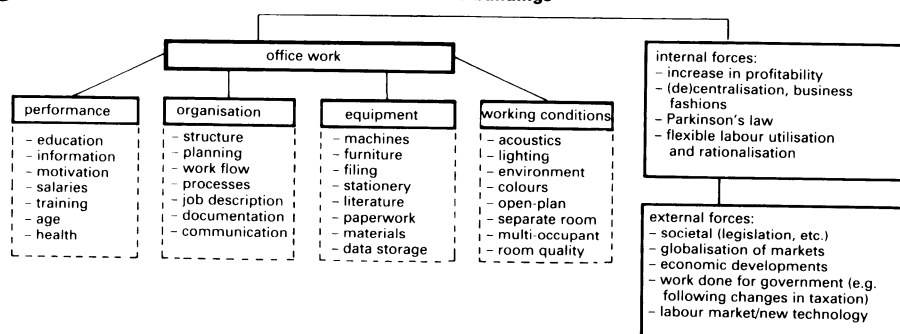 office work
performance
– education
– information
– motivation
– salaries
– training
– age
– health
organisation
– structure
– planning
– work flow
– processes
– job description
– documentation
– communication
equipment
– machines
– furniture
– filing
– stationery
– literature
– paperwork
– materials
– data storage
working conditions
– acoustics
– lighting
– environment
– colours
– open-plan
– separate room
– multi-occupant
– room quality
internal forces:
– increase in profitability
– (de)centralisation, business
fashions
– Parkinson's law
– flexible labour utilisation
and rationalisation
external forces:
– societal (legislation, etc.)
– globalisation of markets
– economic developments
– work done for government (e.g.
following changes in taxation)
– labour market/new technology